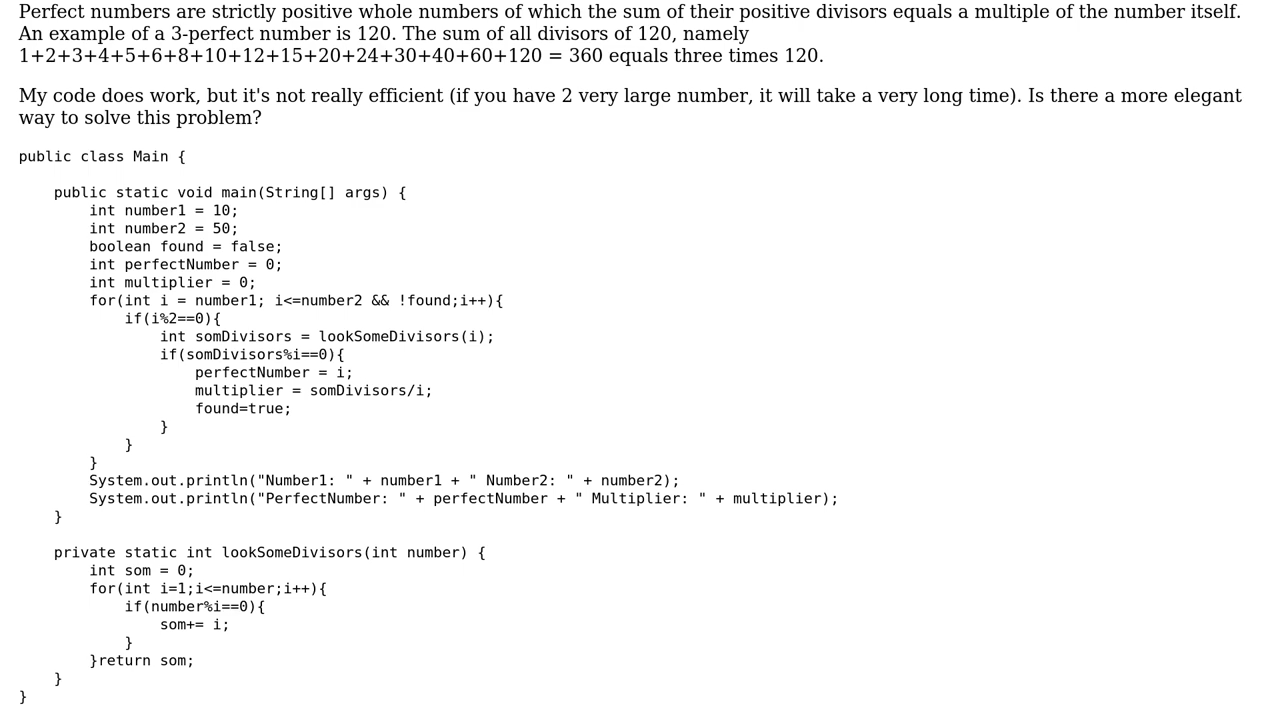 Perfect numbers are strictly positive whole numbers of which the sum of their positive divisors equals a multiple of the number itself.
An example of a 3-perfect number is 120. The sum of all divisors of 120, namely
1+2+3+4+5+6+8+10+12+15+20+24+30+40+60+120 = 360 equals three times 120.
My code does work, but it's not really efficient (if you have 2 very large number, it will take a very long time). Is there a more elegant
way to solve this problem?
public class Main {
    public static void main(String[] args) {
        int number1 = 10;
        int number2 = 50;
        boolean found = false;
        int perfectNumber = 0;
        int multiplier = 0;
        for(int i = number1; i<=number2 && !found;i++){
            if(i%2==0){
                int somDivisors = lookSomeDivisors(i);
                if(somDivisors%i==0){
                    perfectNumber = i;
                    multiplier = somDivisors/i;
                    found=true;
                }
            }
        }
        System.out.println("Number1: " + number1 + " Number2: " + number2);
        System.out.println("PerfectNumber: " + perfectNumber + " Multiplier: " + multiplier);
    }
    private static int lookSomeDivisors(int number) {
        int som = 0;
        for(int i=1;i<=number;i++){
            if(number%i==0){
                som+= i;
            }
        }return som;
    }
}